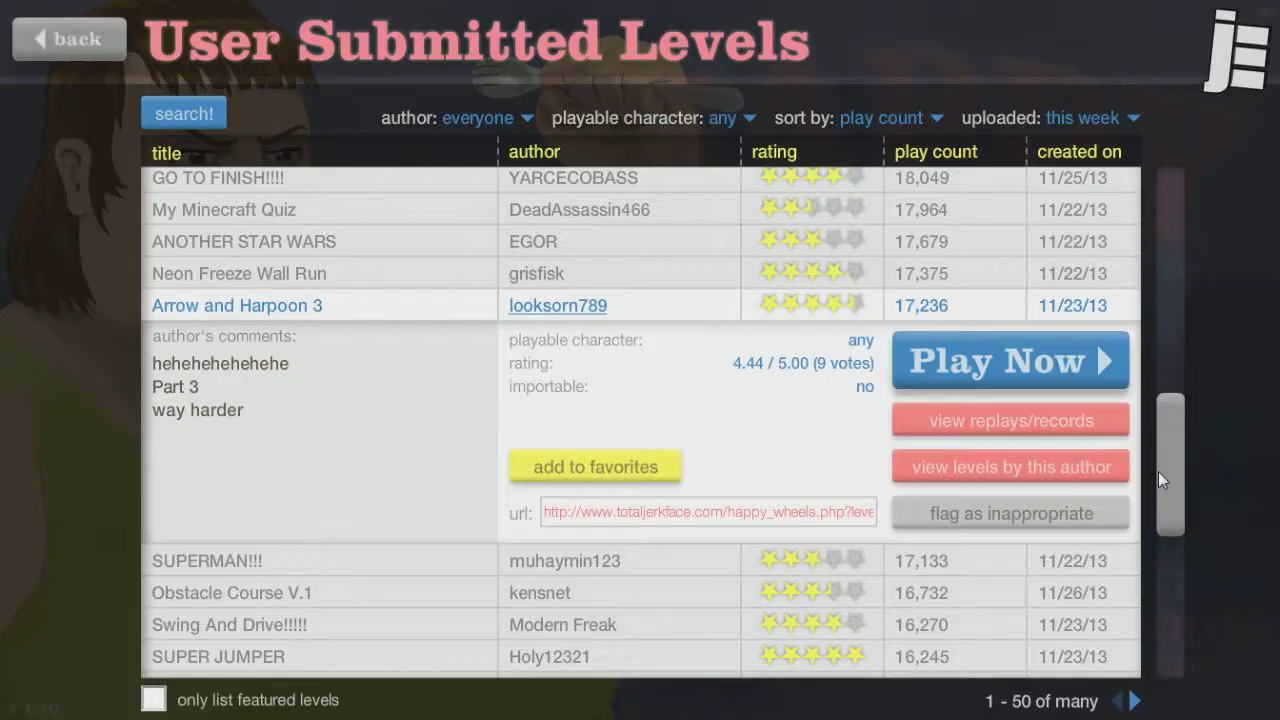 back User Submitted Levels jE
search! author: everyone playable character: any sort by: play count uploaded: this week
title author rating play count created on
GO TO FINISH!!!! YARCECOBASS 18,049 11/25/13
My Minecraft Quiz DeadAssassin466 17,964 11/22/13
ANOTHER STAR WARS EGOR 17,679 11/22/13
Neon Freeze Wall Run grisfisk 17,375 11/22/13
Arrow and Harpoon 3 looksorn789 17,236 11/23/13
author's comments: playable character: any
hehehehehehehe rating: 4.44 / 5.00 (9 votes) Play Now
Part 3 importable: no
way harder view replays/records
add to favorites view levels by this author
url: http://www.totaljerkface.com/happy_wheels.php?leve flag as inappropriate
SUPERMAN!!! muhaymin123 17,133 11/22/13
Obstacle Course V.1 kensnet 16,732 11/26/13
Swing And Drive!!!!! Modern Freak 16,270 11/23/13
SUPER JUMPER Holy12321 16,245 11/23/13
only list featured levels 1 - 50 of many